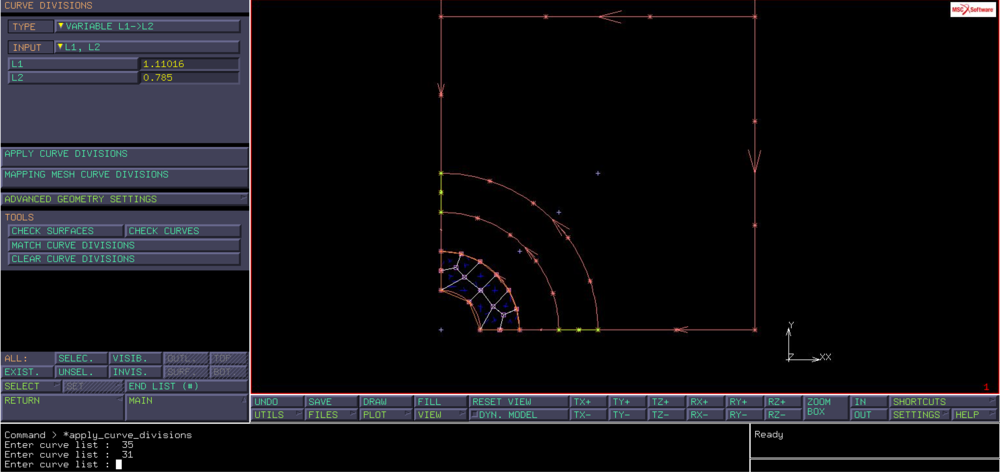 CURVE DIVISIONS
TYPE VARIABLE L1->L2
INPUT L1, L2
L1 1.11016
L2 0.785
APPLY CURVE DIVISIONS
MAPPING MESH CURVE DIVISIONS
ADVANCED GEOMETRY SETTINGS
TOOLS
CHECK SURFACES CHECK CURVES
MATCH CURVE DIVISIONS
CLEAR CURVE DIVISIONS
ALL: SELEC. VISIB. OUTL. TOP
EXIST. UNSEL. INVIS. SURF. BOT.
SELECT SET END LIST (#)
RETURN MAIN
MSC Software
Y
Z XX
1
UNDO SAVE DRAW FILL RESET VIEW TX+ TY+ TZ+ RX+ RY+ RZ+ ZOOM BOX IN SHORTCUTS
UTILS FILES PLOT VIEW DYN. MODEL TX- TY- TZ- RX- RY- RZ- OUT SETTINGS HELP
Command > *apply_curve_divisions
Enter curve list : 35
Enter curve list : 31
Enter curve list :
Ready